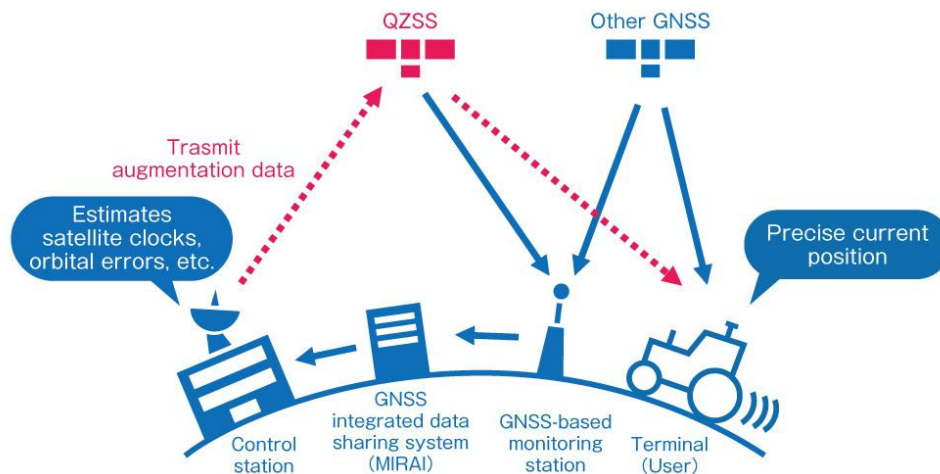 QZSS
Other GNSS
Trasmit
augmentation data
Estimates
satellite clocks,
orbital errors, etc.
Precise current
position
Control
station
GNSS
integrated data
sharing system
(MIRAI)
GNSS-based
monitoring
station
Terminal
(User)